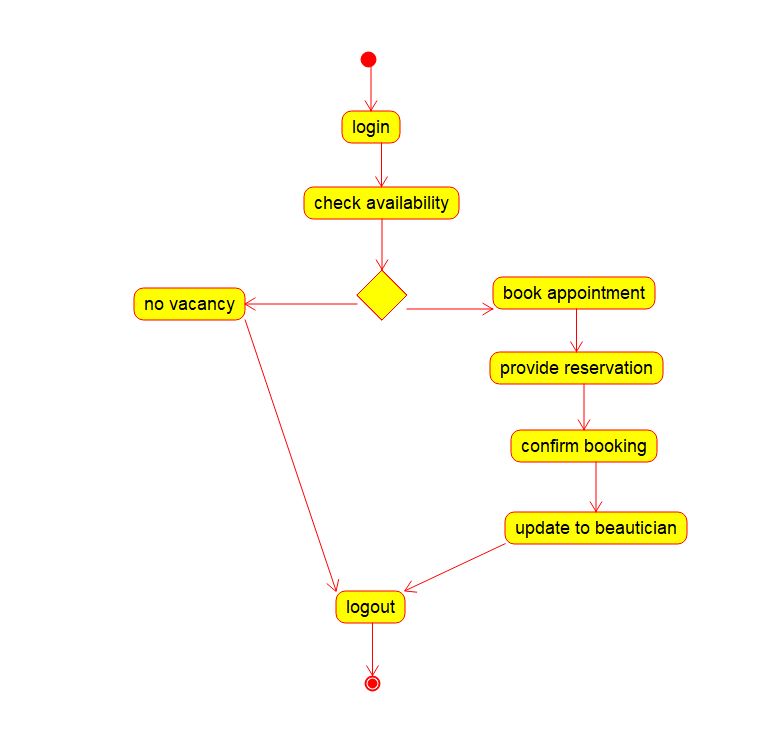 login
check availability
no vacancy
book appointment
provide reservation
confirm booking
update to beautician
logout